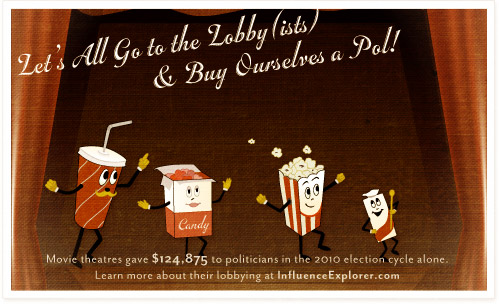 Let's All Go to the Lobby(ists)
& Buy Ourselves a Pol!
Candy
Movie theatres gave $124,875 to politicians in the 2010 election cycle alone.
Learn more about their lobbying at InfluenceExplorer.com